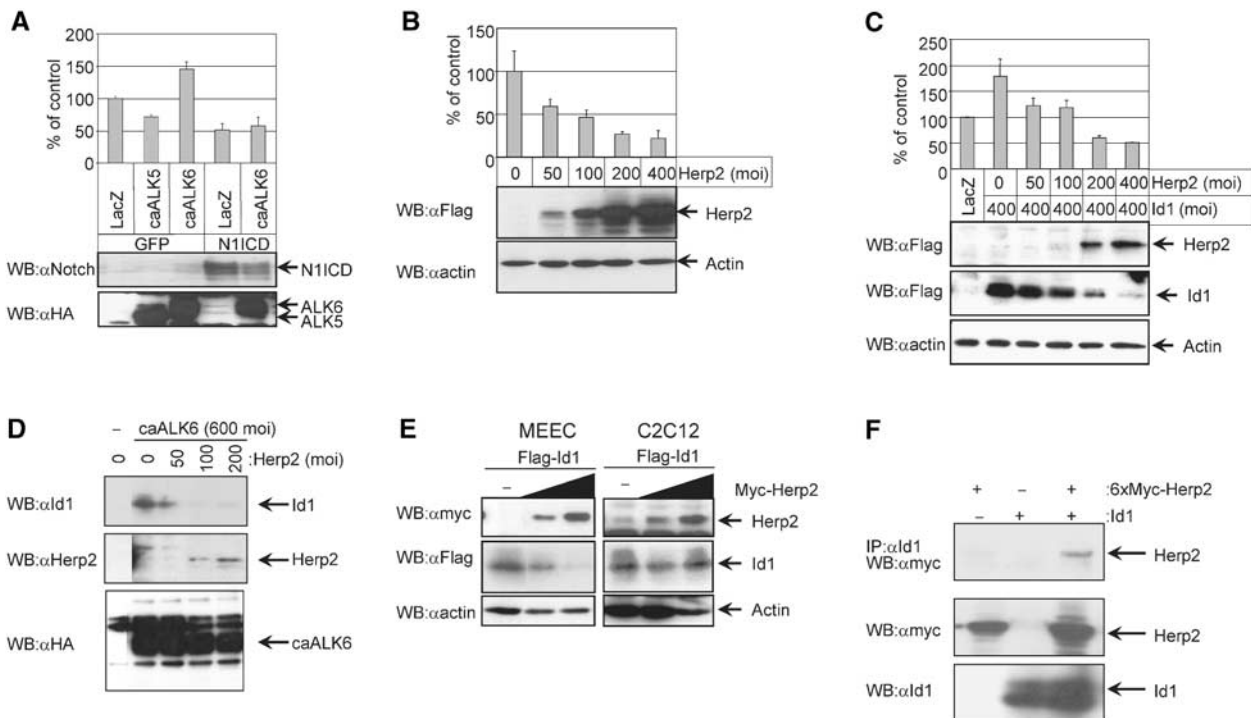 A
% of control
150
100
50
0
LacZ
caALK5
caALK6
LacZ
caALK6
GFP
N1ICD
WB:αNotch
N1ICD
WB:αHA
ALK6
ALK5
B
% of control
150
100
50
0
0 50 100 200 400 Herp2 (moi)
WB:αFlag
Herp2
WB:αactin
Actin
C
% of control
250
200
150
100
50
0
LacZ
0 50 100 200 400 Herp2 (moi)
400 400 400 400 400 Id1 (moi)
WB:αFlag
Herp2
WB:αFlag
Id1
WB:αactin
Actin
D
– caALK6 (600 moi)
0 0 50 100 200 :Herp2 (moi)
WB:αId1
Id1
WB:αHerp2
Herp2
WB:αHA
caALK6
E
MEEC C2C12
Flag-Id1 Flag-Id1
– – Myc-Herp2
WB:αmyc
Herp2
WB:αFlag
Id1
WB:αactin
Actin
F
+ – + :6xMyc-Herp2
– + + :Id1
IP:αId1
WB:αmyc
Herp2
WB:αmyc
Herp2
WB:αId1
Id1